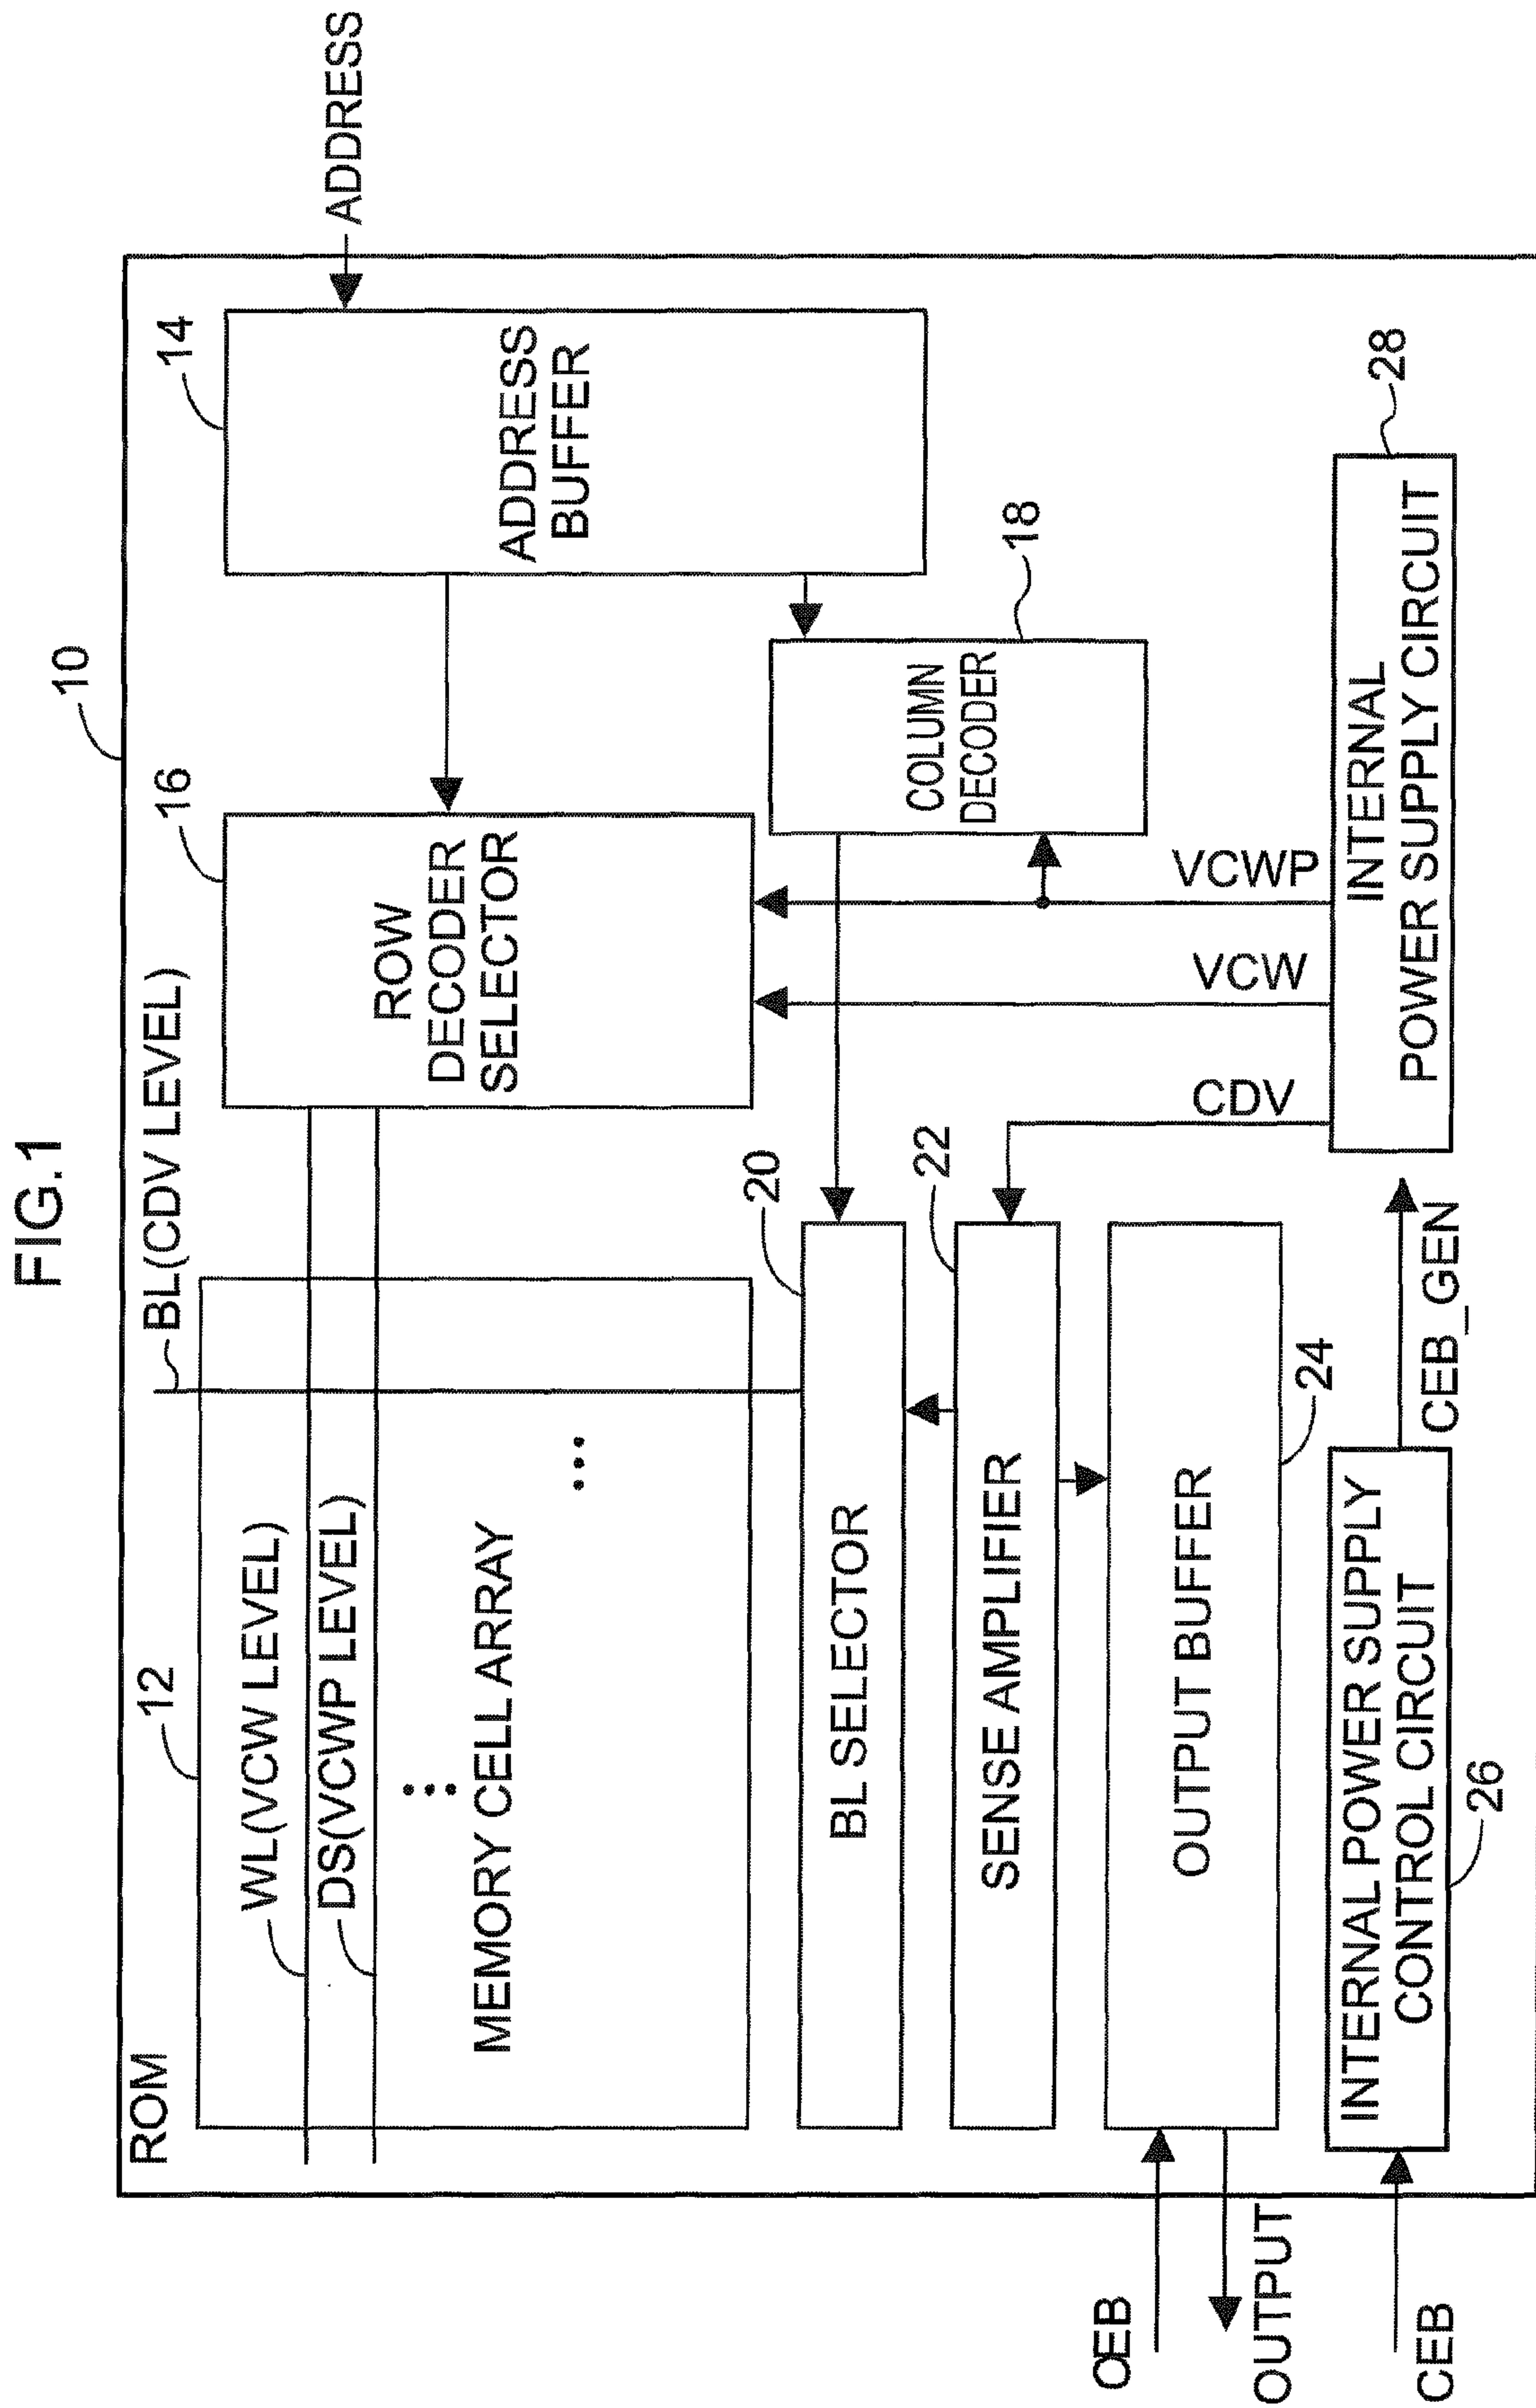 FIG.1
10
ROM
12
BL(CDV LEVEL)
16
14
ADDRESS
WL(VCW LEVEL)
DS(VCWP LEVEL)
MEMORY CELL ARRAY
ROW
DECODER
SELECTOR
ADDRESS
BUFFER
20
BL SELECTOR
COLUMN
DECODER
18
22
SENSE AMPLIFIER
OUTPUT BUFFER
24
CDV
VCW
VCWP
OEB
OUTPUT
INTERNAL POWER SUPPLY
CONTROL CIRCUIT
26
CEB
CEB_GEN
INTERNAL
POWER SUPPLY CIRCUIT
28